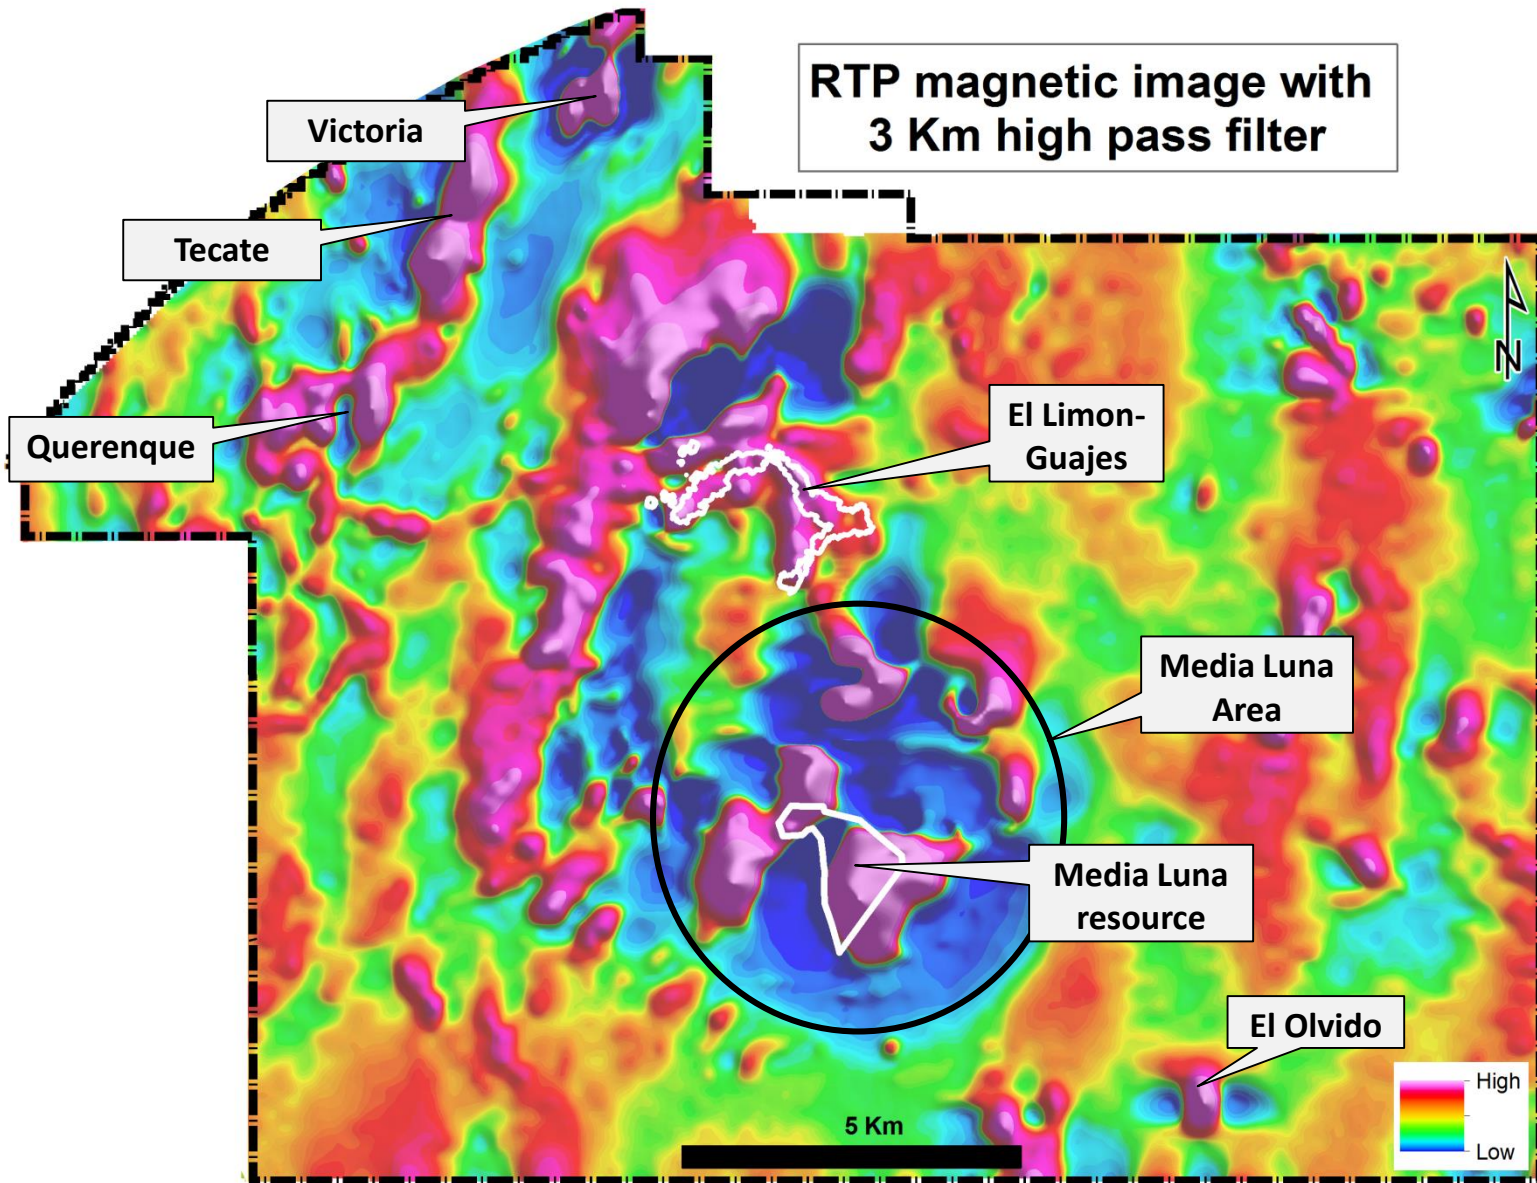 RTP magnetic image with
3 Km high pass filter
Victoria
Tecate
Querenque
El Limon-
Guajes
Media Luna
Area
Media Luna
resource
El Olvido
N
5 Km
High
Low